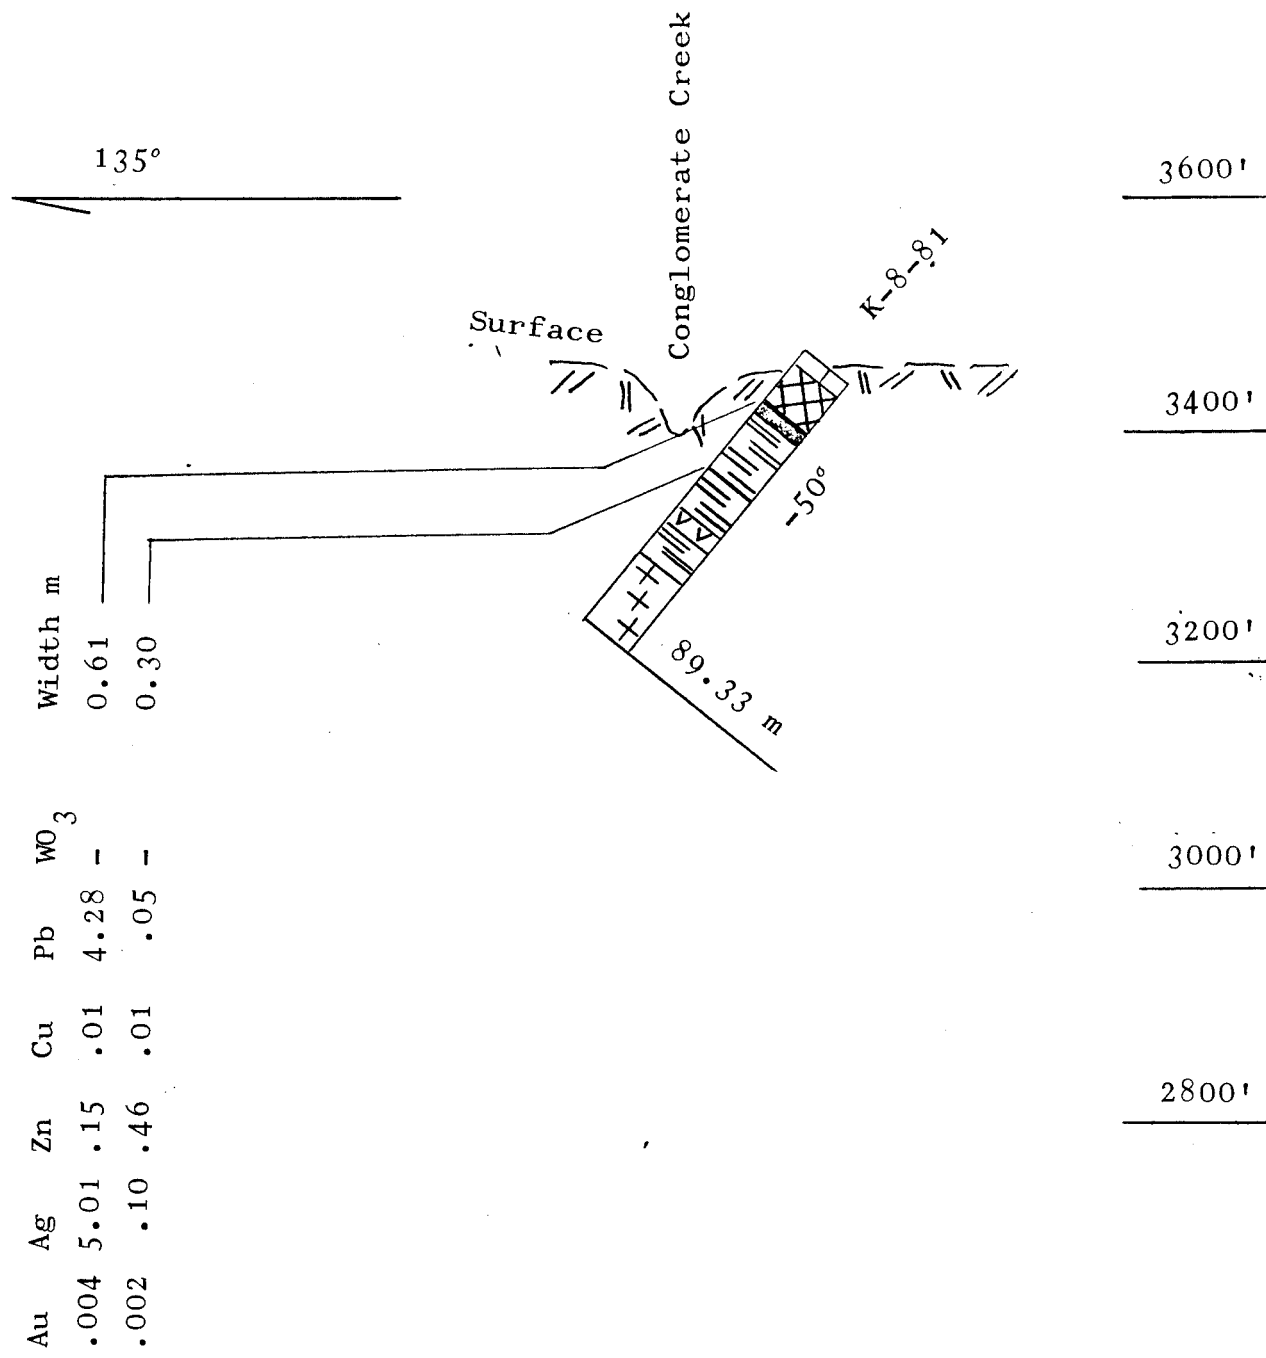 135°
3600'
Conglomerate Creek
K-8-81
Surface
3400'
-50°
3200'
89.33 m
3000'
2800'
Au Ag Zn Cu Pb WO3 Width m
.004 5.01 .15 .01 4.28 - 0.61
.002 .10 .46 .01 .05 - 0.30